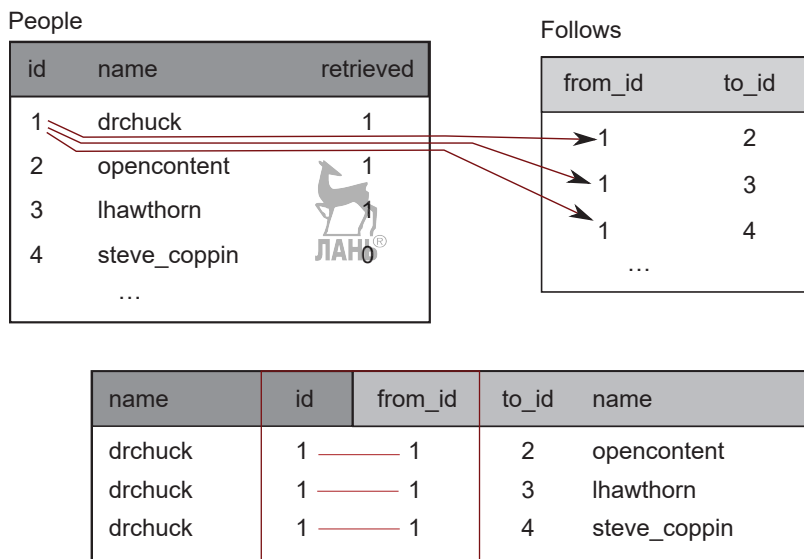 People
id name retrieved
1 drchuck 1
2 opencontent 1
3 lhawthorn 1
4 steve_coppin 0
…
ЛАНЬ®
Follows
from_id to_id
1 2
1 3
1 4
…
name id from_id to_id name
drchuck 1 1 2 opencontent
drchuck 1 1 3 lhawthorn
drchuck 1 1 4 steve_coppin